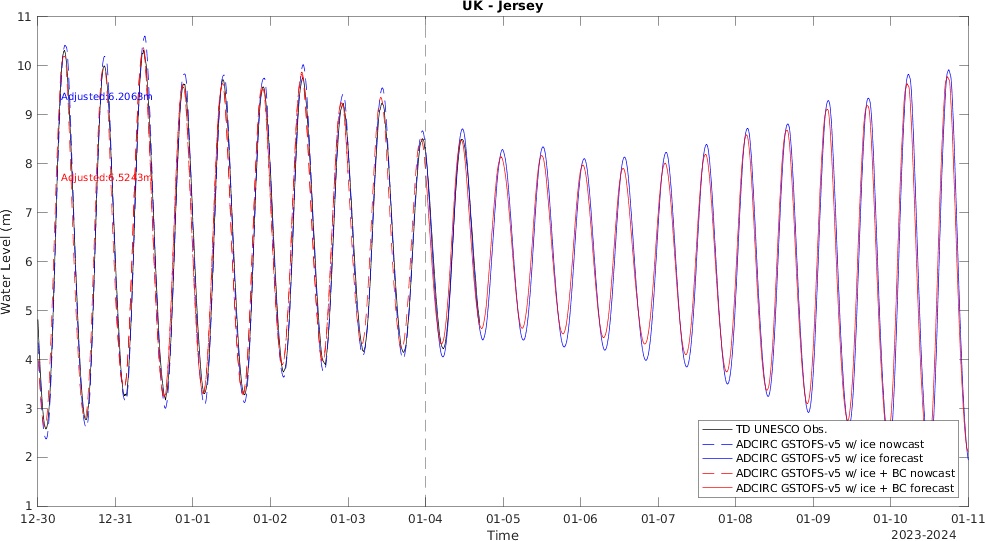 UK - Jersey
11
10
9
8
7
6
5
4
3
2
1
Water Level (m)
Adjusted:6.2063m
Adjusted:6.5243m
TD UNESCO Obs.
ADCIRC GSTOFS-v5 w/ ice nowcast
ADCIRC GSTOFS-v5 w/ ice forecast
ADCIRC GSTOFS-v5 w/ ice + BC nowcast
ADCIRC GSTOFS-v5 w/ ice + BC forecast
12-30 12-31 01-01 01-02 01-03 01-04 01-05 01-06 01-07 01-08 01-09 01-10 01-11
Time
2023-2024